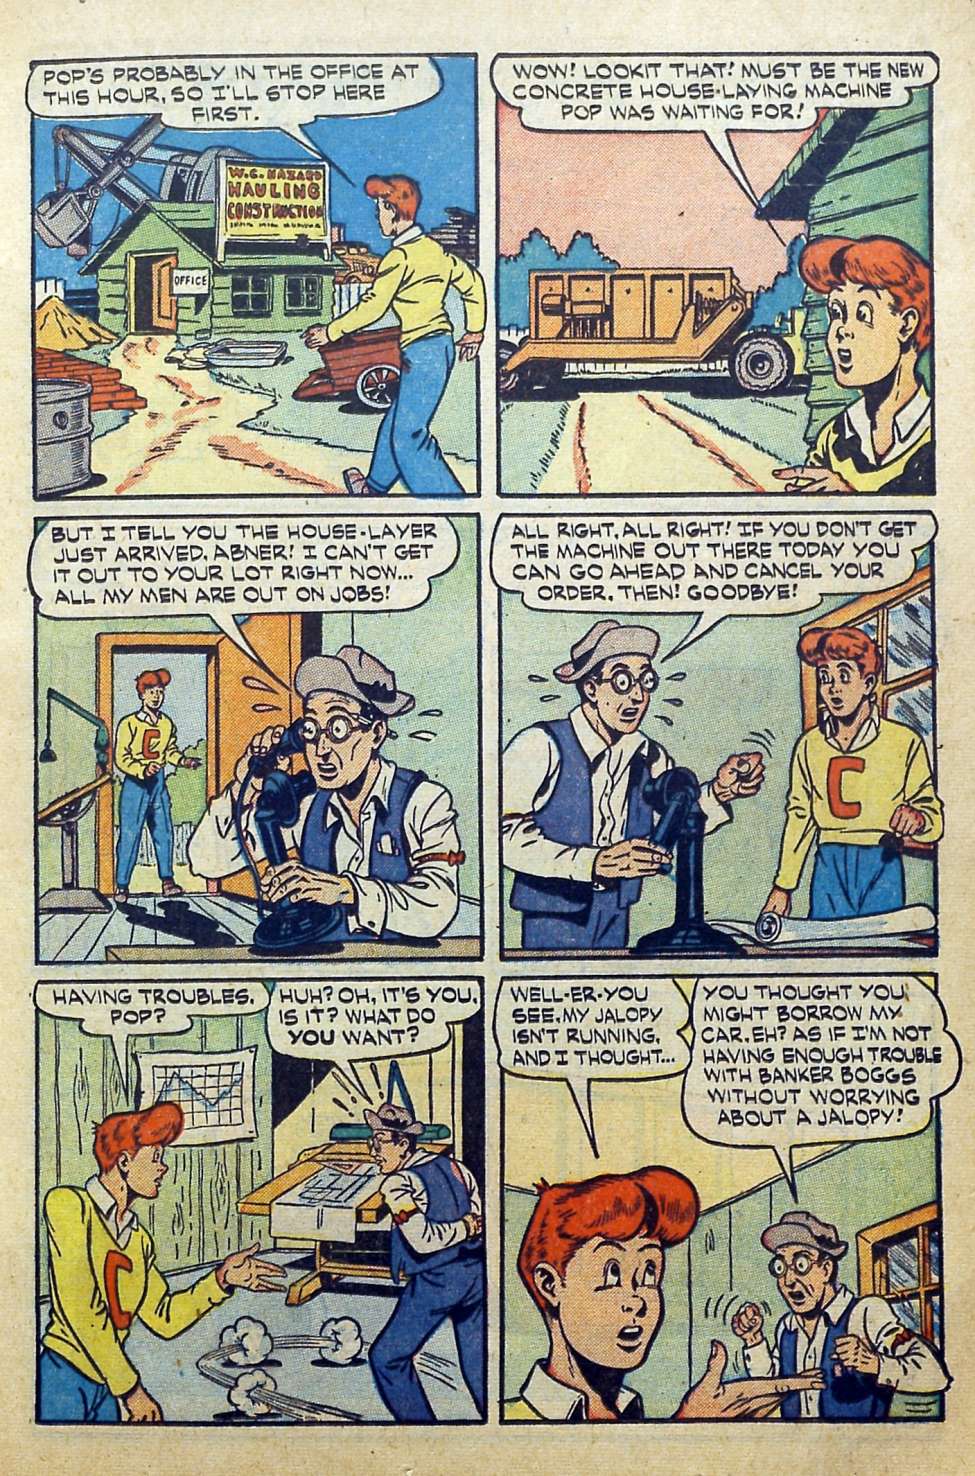 POP'S PROBABLY IN THE OFFICE AT
THIS HOUR, SO I'LL STOP HERE
FIRST.
W.C. HAZARD
HAULING
CONSTRUCTION
OFFICE
WOW! LOOKIT THAT! MUST BE THE NEW
CONCRETE HOUSE-LAYING MACHINE
POP WAS WAITING FOR!
BUT I TELL YOU THE HOUSE-LAYER
JUST ARRIVED, ABNER! I CAN'T GET
IT OUT TO YOUR LOT RIGHT NOW...
ALL MY MEN ARE OUT ON JOBS!
C
ALL RIGHT, ALL RIGHT! IF YOU DON'T GET
THE MACHINE OUT THERE TODAY YOU
CAN GO AHEAD AND CANCEL YOUR
ORDER, THEN! GOODBYE!
C
HAVING TROUBLES,
POP?
HUH? OH, IT'S YOU,
IS IT? WHAT DO
YOU WANT?
C
WELL-ER-YOU
SEE, MY JALOPY
ISN'T RUNNING,
AND I THOUGHT...
YOU THOUGHT YOU
MIGHT BORROW MY
CAR, EH? AS IF I'M NOT
HAVING ENOUGH TROUBLE
WITH BANKER BOGGS
WITHOUT WORRYING
ABOUT A JALOPY!